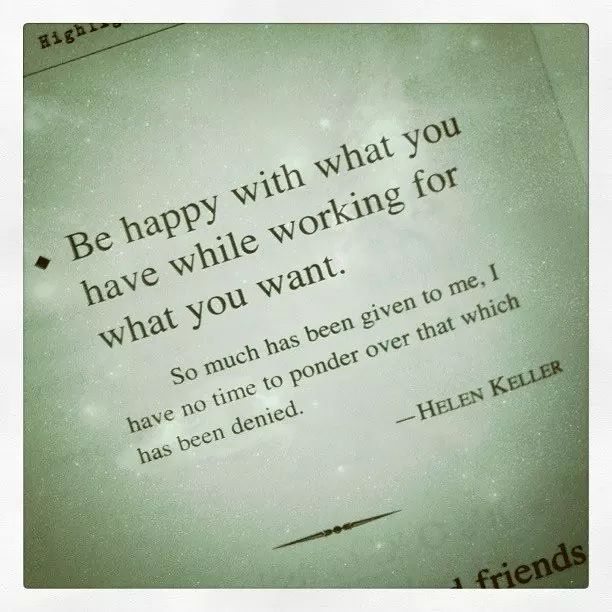 Be happy with what you
have while working for
what you want.
So much has been given to me, I
have no time to ponder over that which
has been denied.
—HELEN KELLER
friends